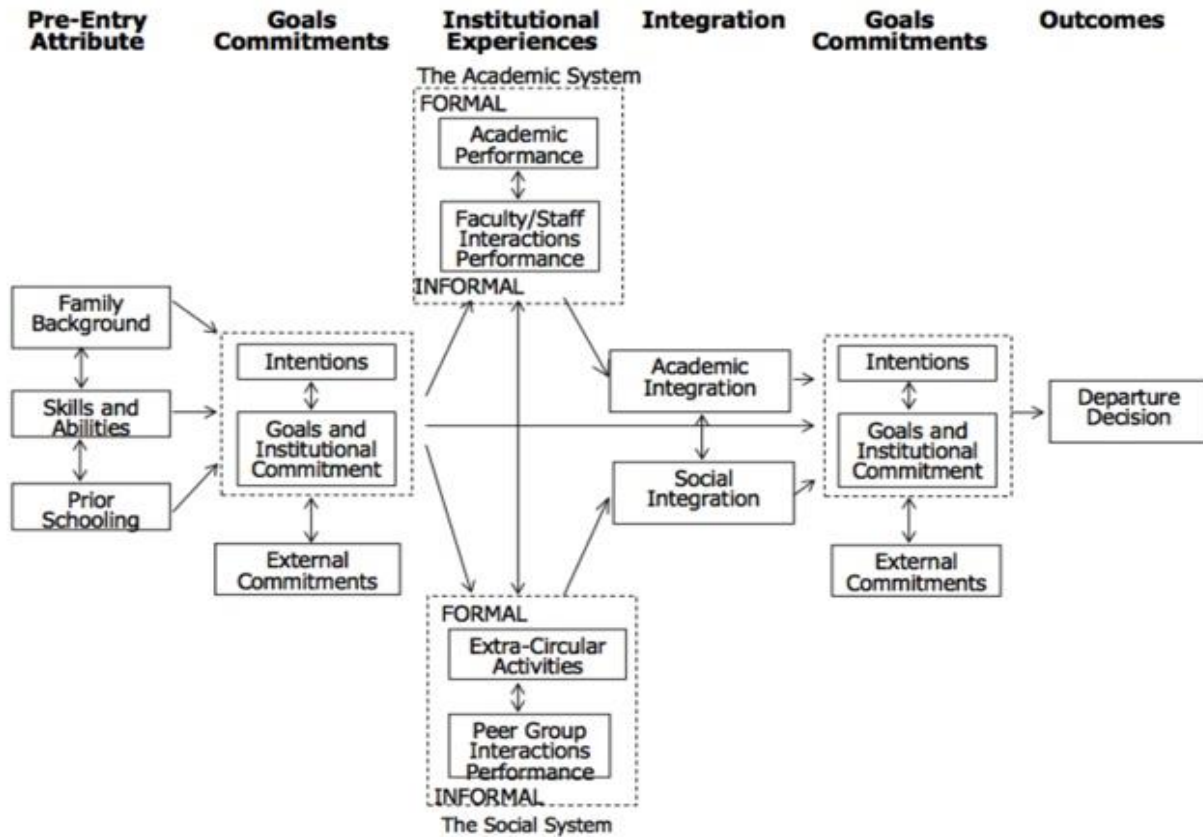 Pre-Entry
Attribute
Goals
Commitments
Institutional
Experiences
Integration
Goals
Commitments
Outcomes
The Academic System
FORMAL
Academic
Performance
Faculty/Staff
Interactions
Performance
INFORMAL
Family
Background
Skills and
Abilities
Prior
Schooling
Intentions
Goals and
Institutional
Commitment
External
Commitments
Academic
Integration
Social
Integration
Intentions
Goals and
Institutional
Commitment
External
Commitments
Departure
Decision
FORMAL
Extra-Circular
Activities
Peer Group
Interactions
Performance
INFORMAL
The Social System